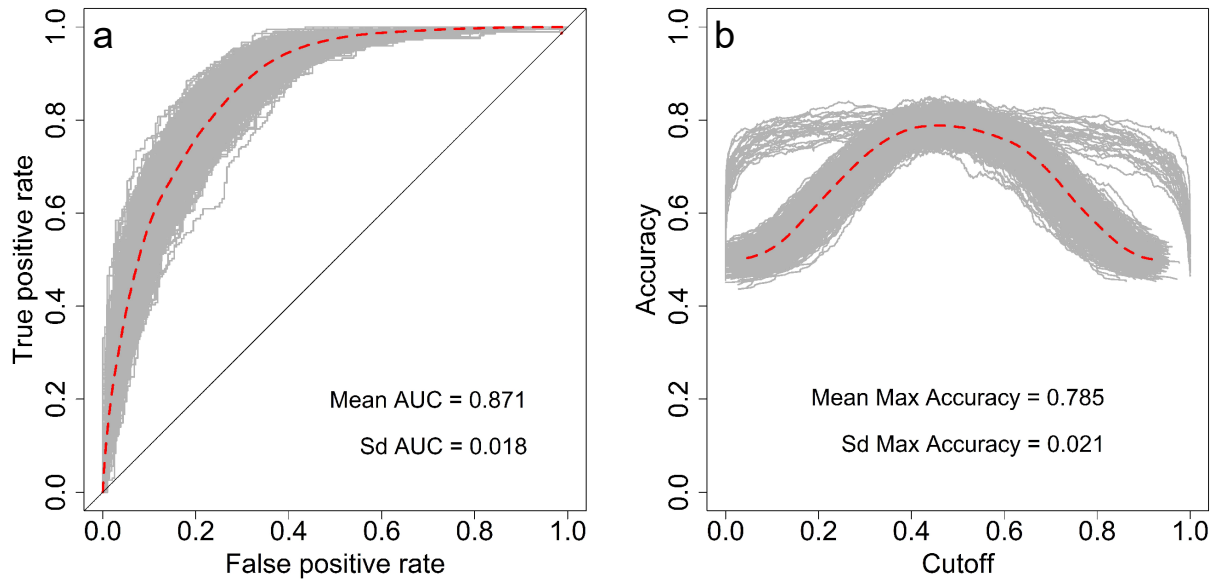 a
1.0
0.8
0.6
0.4
0.2
0.0
True positive rate
Mean AUC = 0.871
Sd AUC = 0.018
0.0 0.2 0.4 0.6 0.8 1.0
False positive rate
b
1.0
0.8
0.6
0.4
0.2
0.0
Accuracy
Mean Max Accuracy = 0.785
Sd Max Accuracy = 0.021
0.0 0.2 0.4 0.6 0.8 1.0
Cutoff